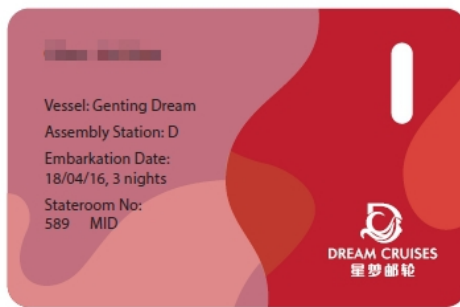 Vessel: Genting Dream
Assembly Station: D
Embarkation Date:
18/04/16, 3 nights
Stateroom No:
589 MID
DREAM CRUISES
星梦邮轮